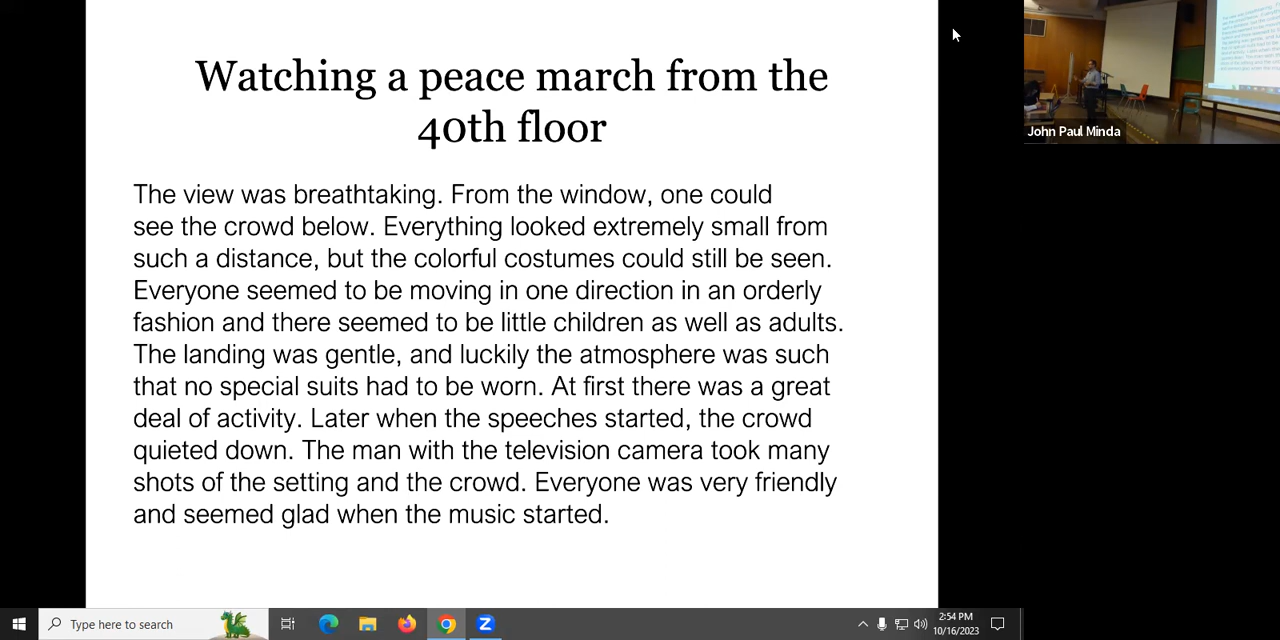 Watching a peace march from the
40th floor
The view was breathtaking. From the window, one could
see the crowd below. Everything looked extremely small from
such a distance, but the colorful costumes could still be seen.
Everyone seemed to be moving in one direction in an orderly
fashion and there seemed to be little children as well as adults.
The landing was gentle, and luckily the atmosphere was such
that no special suits had to be worn. At first there was a great
deal of activity. Later when the speeches started, the crowd
quieted down. The man with the television camera took many
shots of the setting and the crowd. Everyone was very friendly
and seemed glad when the music started.
John Paul Minda
Type here to search
2:54 PM
10/16/2023